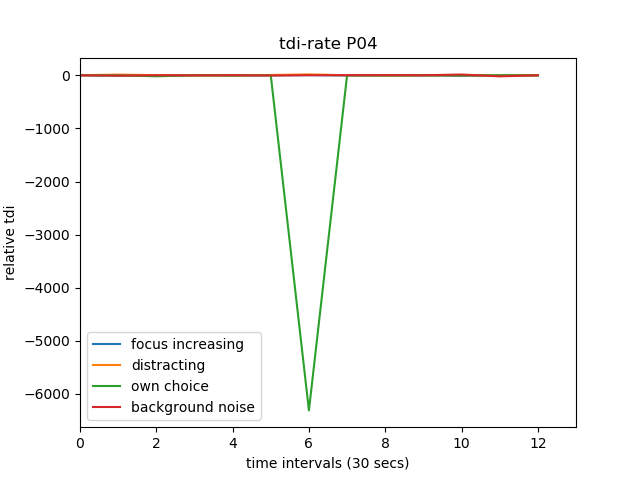 tdi-rate P04
relative tdi
0
−1000
−2000
−3000
−4000
−5000
−6000
focus increasing
distracting
own choice
background noise
0 2 4 6 8 10 12
time intervals (30 secs)